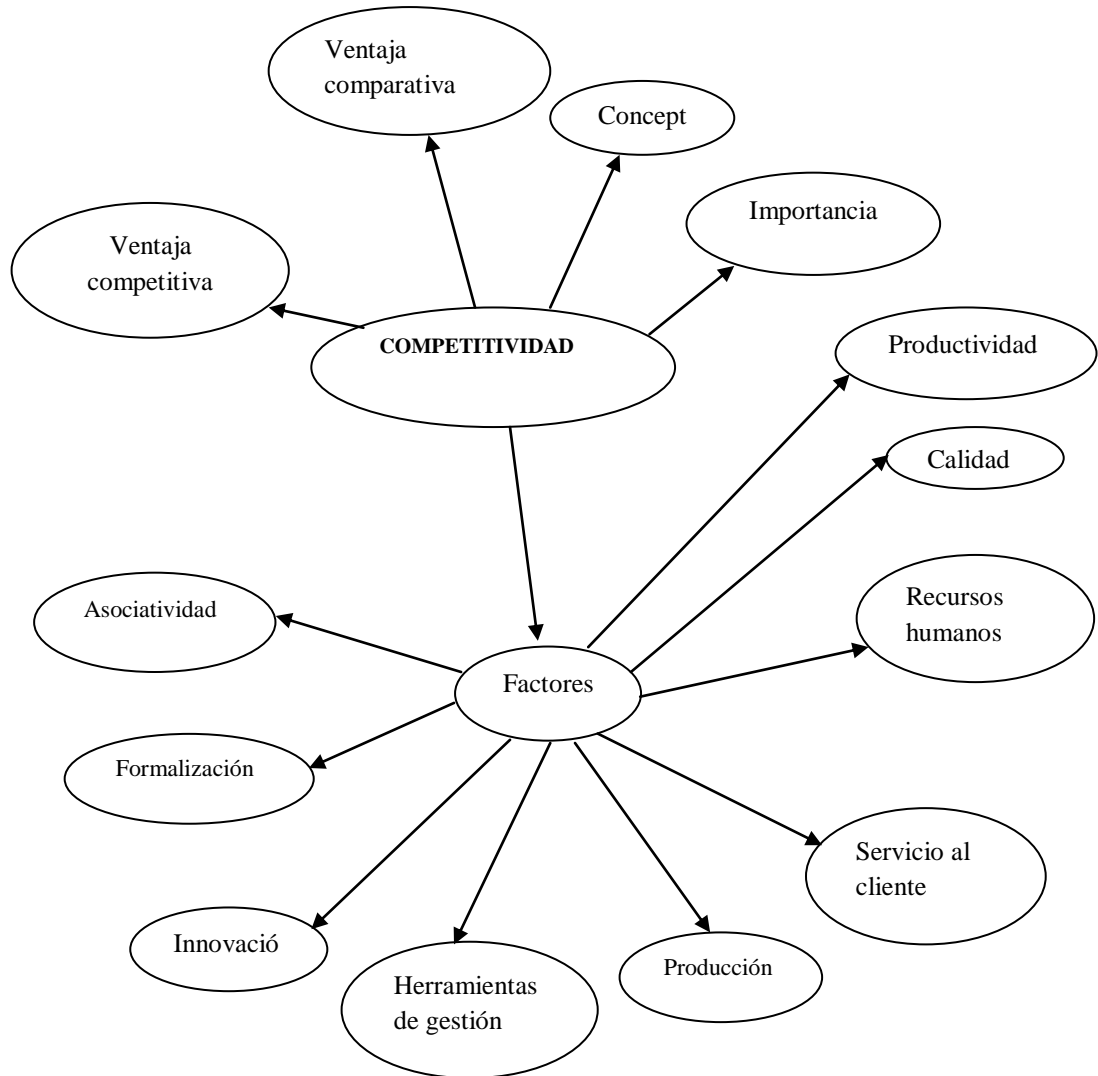 Ventaja
comparativa
Concept
Importancia
Ventaja
competitiva
COMPETITIVIDAD
Productividad
Calidad
Recursos
humanos
Asociatividad
Factores
Formalización
Servicio al
cliente
Innovació
Producción
Herramientas
de gestión